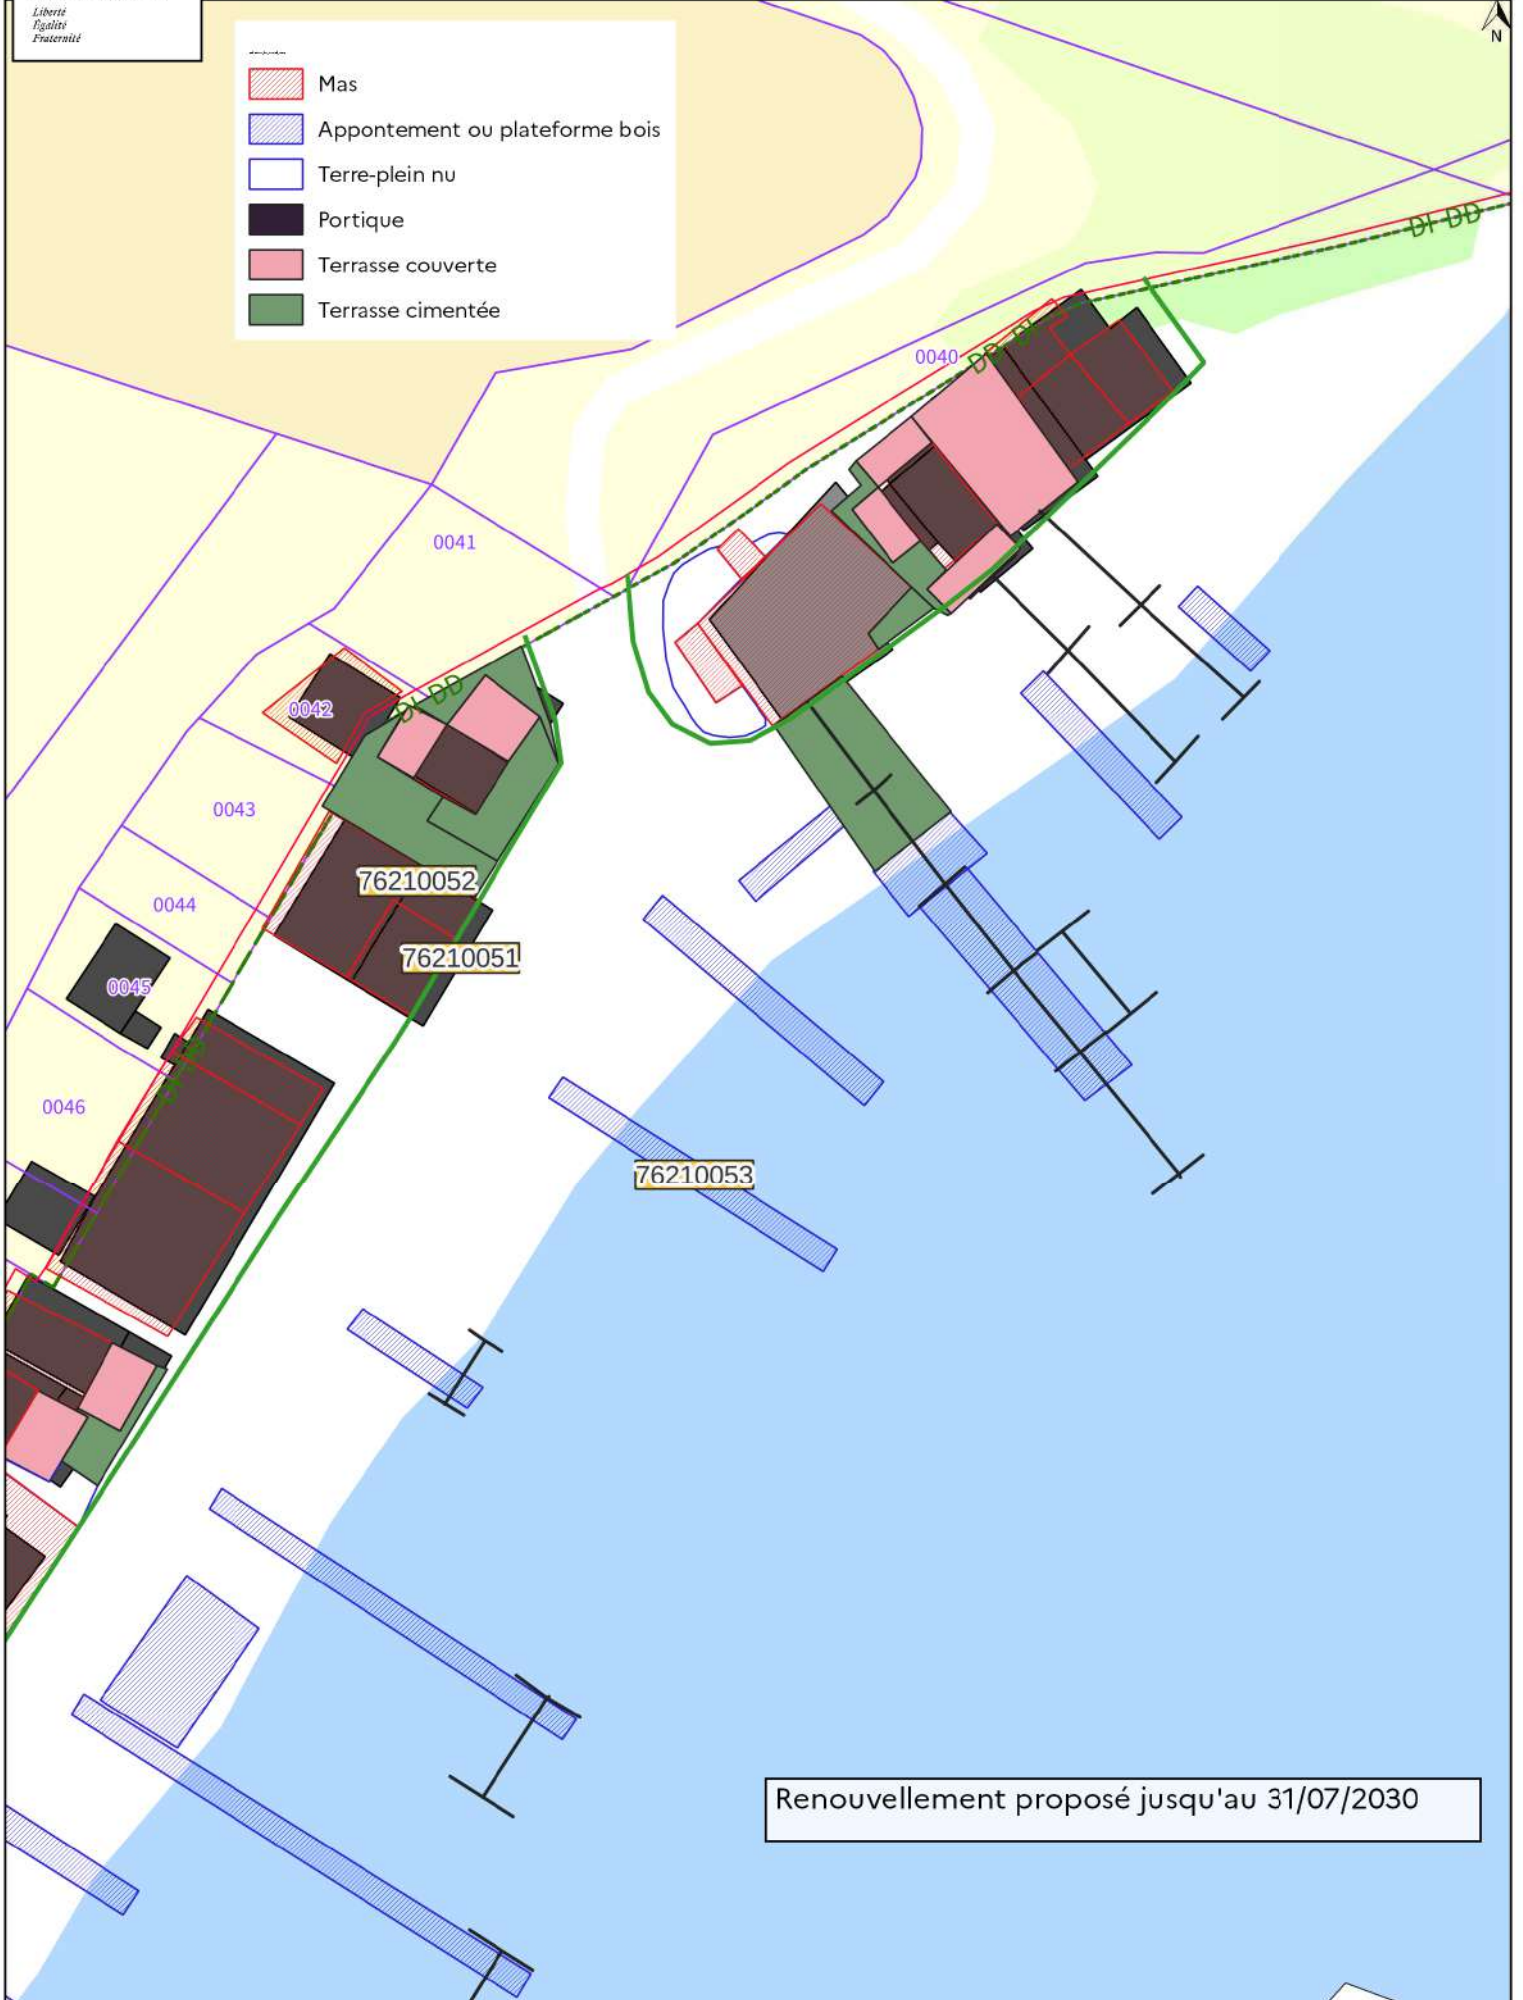 Liberté
Égalité
Fraternité
N
Mas
Appontement ou plateforme bois
Terre-plein nu
Portique
Terrasse couverte
Terrasse cimentée
DI DD
0040
0041
DI DD
0042
0043
76210052
0044
76210051
0045
0046
76210053
Renouvellement proposé jusqu'au 31/07/2030